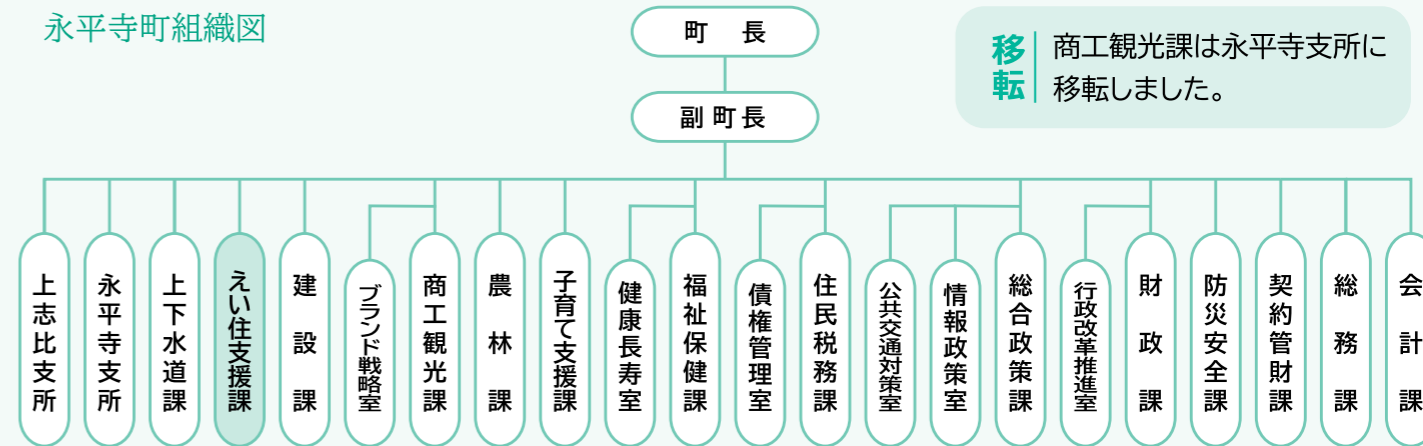 永平寺町組織図
町長
副町長
移転
商工観光課は永平寺支所に
移転しました。
上志比支所
永平寺支所
上下水道課
えい住支援課
建設課
ブランド戦略室
商工観光課
農林課
子育て支援課
健康長寿室
福祉保健課
債権管理室
住民税務課
公共交通対策室
情報政策室
総合政策課
行政改革推進室
財政課
防災安全課
契約管財課
総務課
会計課